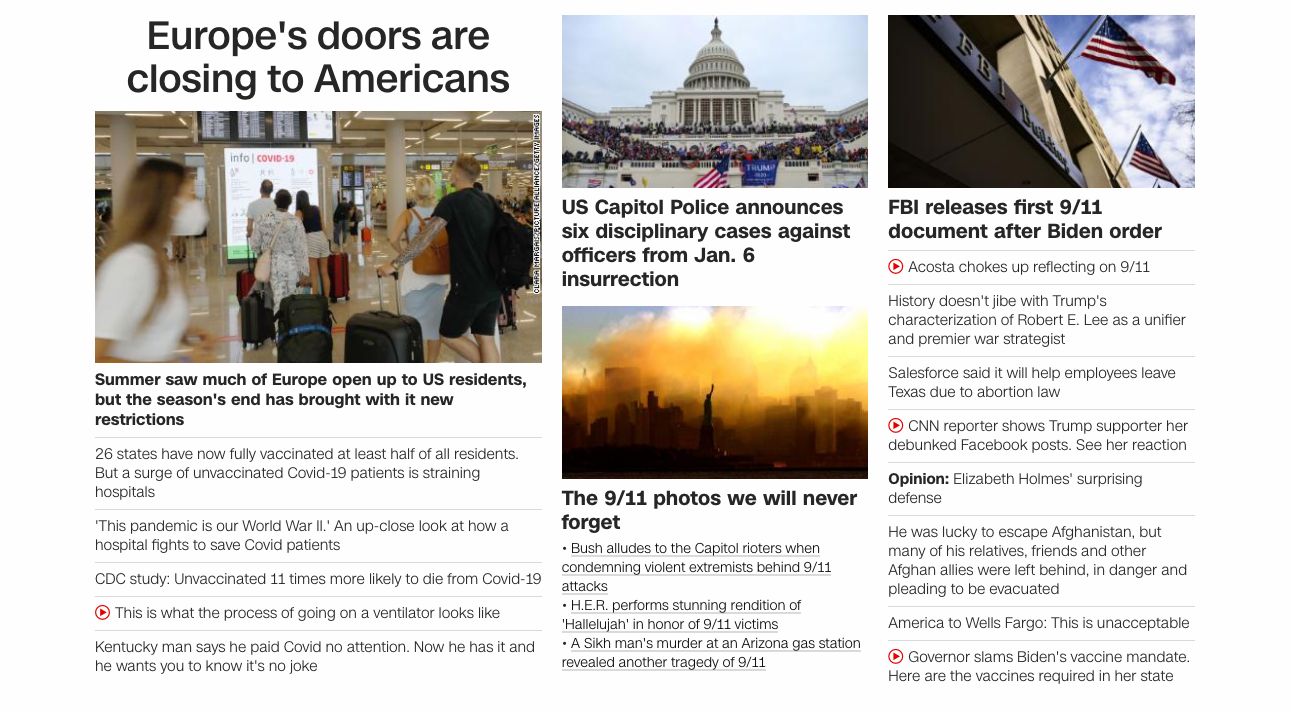 Europe's doors are
closing to Americans
info | COVID-19
CLARA MARGAIS/PICTURE ALLIANCE/GETTY IMAGES
Summer saw much of Europe open up to US residents,
but the season's end has brought with it new
restrictions
26 states have now fully vaccinated at least half of all residents.
But a surge of unvaccinated Covid-19 patients is straining
hospitals
'This pandemic is our World War II.' An up-close look at how a
hospital fights to save Covid patients
CDC study: Unvaccinated 11 times more likely to die from Covid-19
This is what the process of going on a ventilator looks like
Kentucky man says he paid Covid no attention. Now he has it and
he wants you to know it's no joke
TRUMP
US Capitol Police announces
six disciplinary cases against
officers from Jan. 6
insurrection
The 9/11 photos we will never
forget
• Bush alludes to the Capitol rioters when
condemning violent extremists behind 9/11
attacks
• H.E.R. performs stunning rendition of
'Hallelujah' in honor of 9/11 victims
• A Sikh man's murder at an Arizona gas station
revealed another tragedy of 9/11
FBI Building
FBI releases first 9/11
document after Biden order
Acosta chokes up reflecting on 9/11
History doesn't jibe with Trump's
characterization of Robert E. Lee as a unifier
and premier war strategist
Salesforce said it will help employees leave
Texas due to abortion law
CNN reporter shows Trump supporter her
debunked Facebook posts. See her reaction
Opinion: Elizabeth Holmes' surprising
defense
He was lucky to escape Afghanistan, but
many of his relatives, friends and other
Afghan allies were left behind, in danger and
pleading to be evacuated
America to Wells Fargo: This is unacceptable
Governor slams Biden's vaccine mandate.
Here are the vaccines required in her state